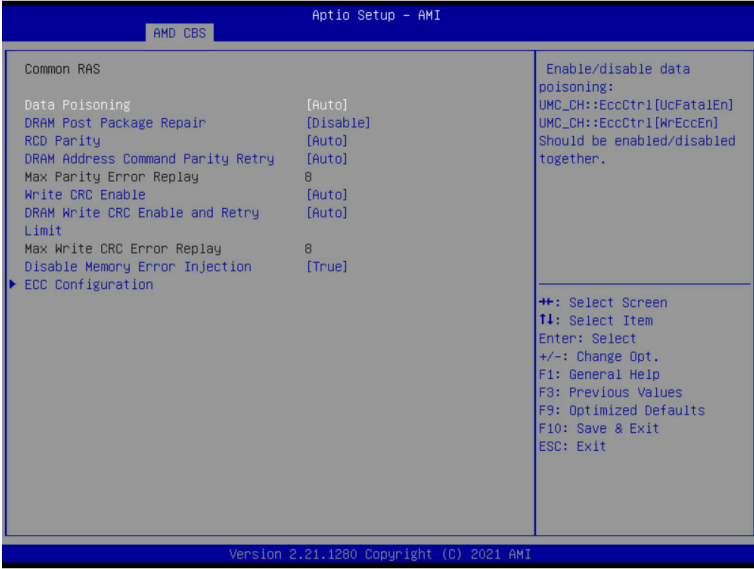 Aptio Setup – AMI
AMD CBS
Common RAS
Data Poisoning [Auto]
DRAM Post Package Repair [Disable]
RCD Parity [Auto]
DRAM Address Command Parity Retry [Auto]
Max Parity Error Replay 8
Write CRC Enable [Auto]
DRAM Write CRC Enable and Retry [Auto]
Limit
Max Write CRC Error Replay 8
Disable Memory Error Injection [True]
ECC Configuration
Enable/disable data
poisoning:
UMC_CH::EccCtrl[UcFatalEn]
UMC_CH::EccCtrl[WrEccEn]
Should be enabled/disabled
together.
→←: Select Screen
↑↓: Select Item
Enter: Select
+/-: Change Opt.
F1: General Help
F3: Previous Values
F9: Optimized Defaults
F10: Save & Exit
ESC: Exit
Version 2.21.1280 Copyright (C) 2021 AMI